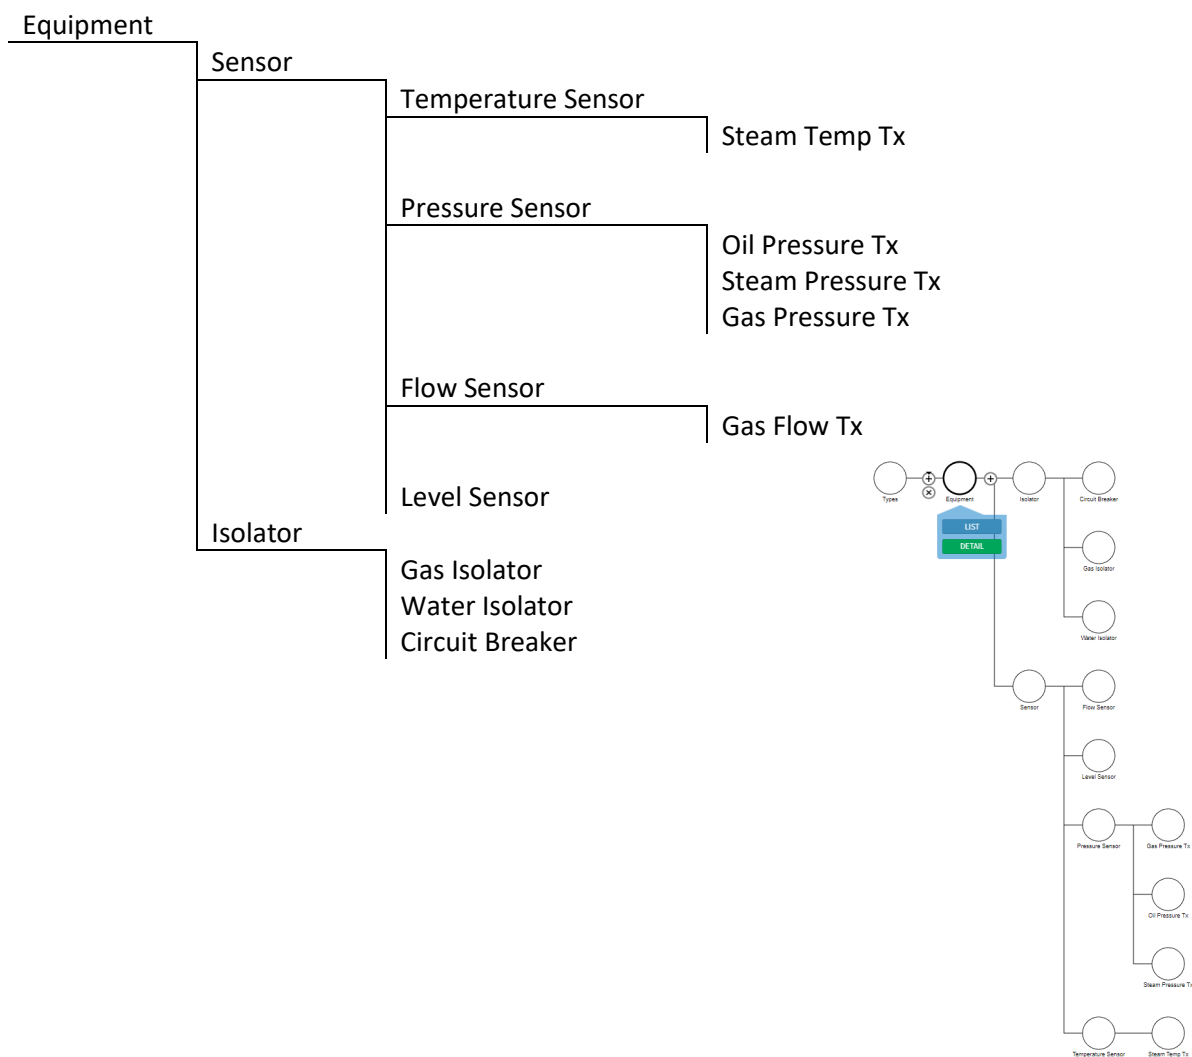 Equipment
Sensor
Temperature Sensor
Steam Temp Tx
Pressure Sensor
Oil Pressure Tx
Steam Pressure Tx
Gas Pressure Tx
Flow Sensor
Gas Flow Tx
Level Sensor
Isolator
Gas Isolator
Water Isolator
Circuit Breaker
Types
Equipment
Isolator
Circuit Breaker
LIST
DETAIL
Gas Isolator
Water Isolator
Sensor
Flow Sensor
Level Sensor
Pressure Sensor
Gas Pressure Tx
Oil Pressure Tx
Steam Pressure Tx
Temperature Sensor
Steam Temp Tx